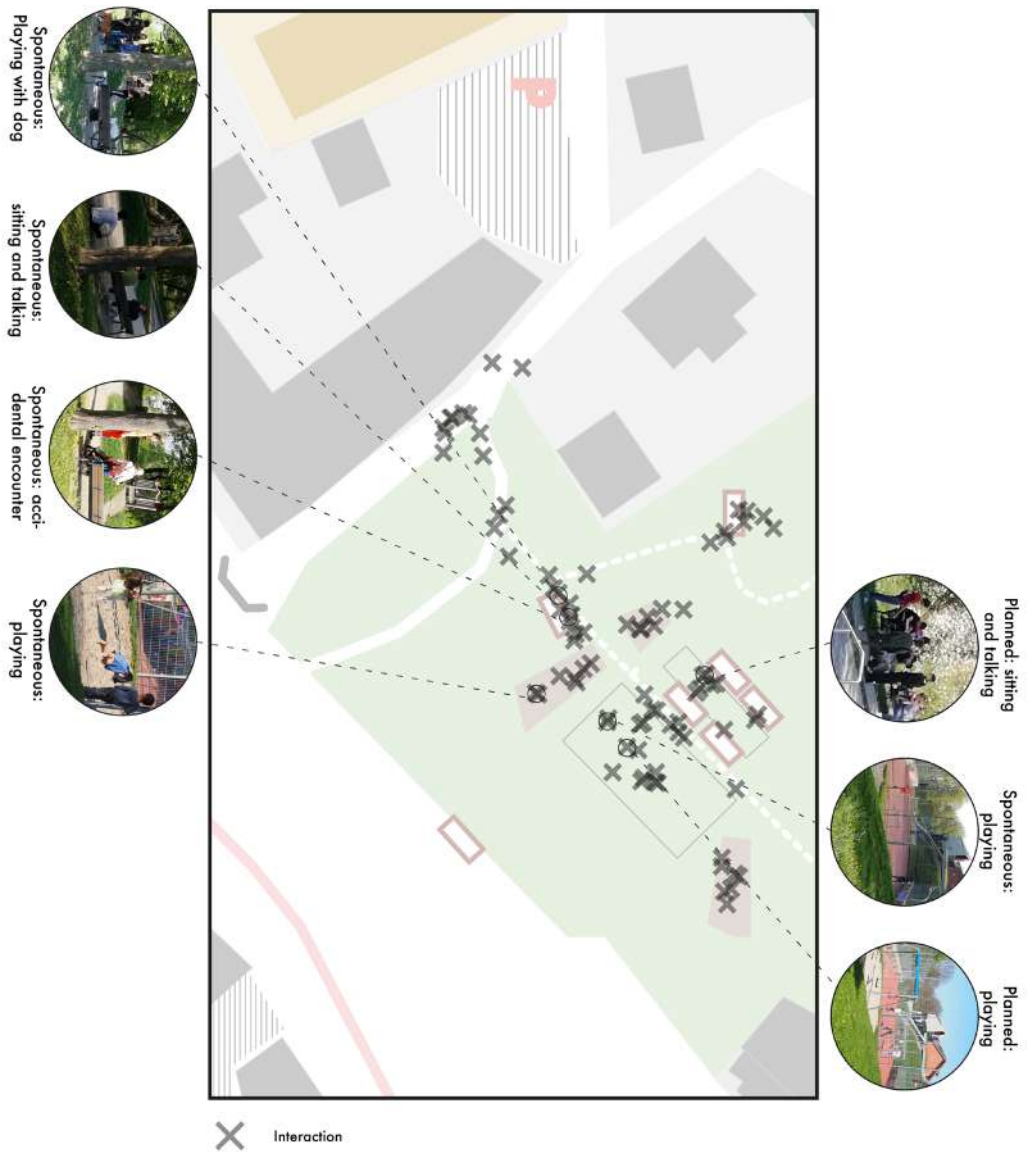 Planned: sitting
and talking
Spontaneous:
playing
Planned:
playing
P
Spontaneous:
Playing with dog
Spontaneous:
sitting and talking
Spontaneous: acci-
dental encounter
Spontaneous:
playing
Interaction